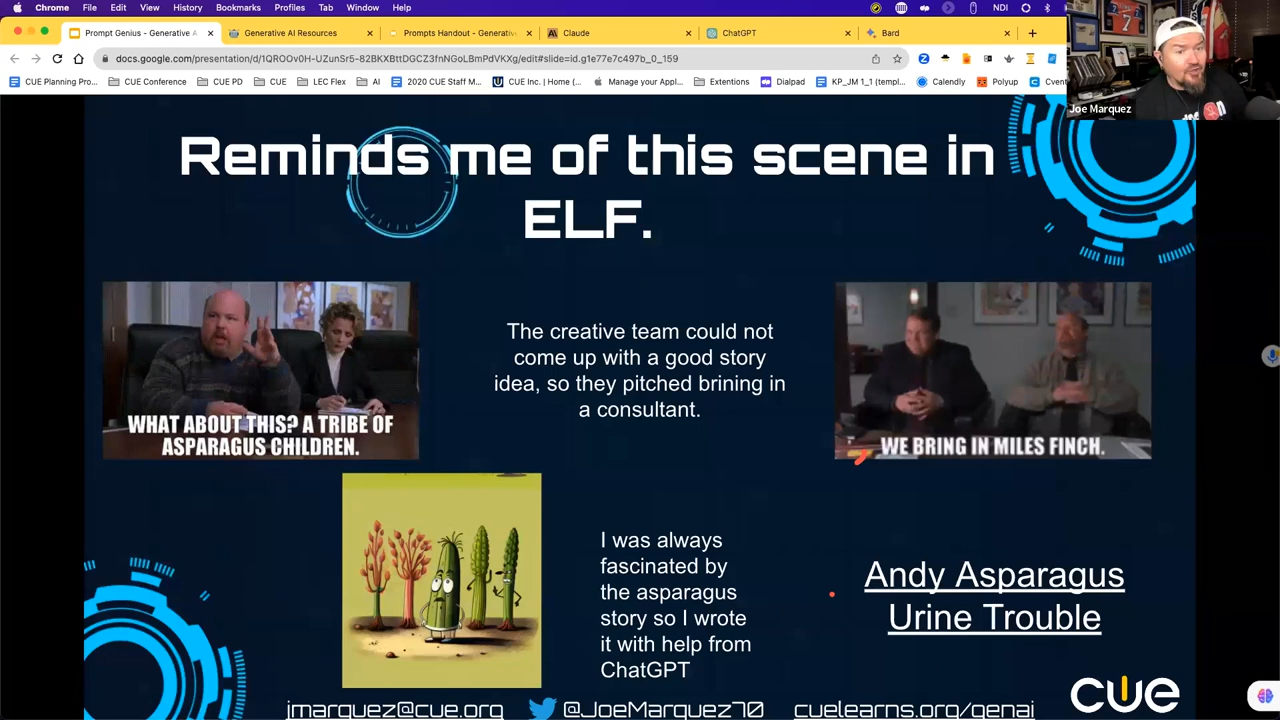 Chrome File Edit View History Bookmarks Profiles Tab Window Help
NDI
Prompt Genius - Generative A
Generative AI Resources
Prompts Handout - Generativ
Claude
ChatGPT
Bard
docs.google.com/presentation/d/1QROOv0H-UZunSr5-82BKXBttD1CZ3fnNGoLBmPdVKXg/edit#slide=id.g1e77e7c497b_0_159
CUE Planning Pro... CUE Conference CUE PD CUE LEC Flex AI 2020 CUE Staff M... CUE Inc. | Home (... Manage your Appl... Extentions Dialpad KP_JM 1_1 (templ... Calendly Polyup Cvent
Joe Marquez
Reminds me of this scene in
ELF.
WHAT ABOUT THIS? A TRIBE OF
ASPARAGUS CHILDREN.
The creative team could not
come up with a good story
idea, so they pitched brining in
a consultant.
WE BRING IN MILES FINCH.
I was always
fascinated by
the asparagus
story so I wrote
it with help from
ChatGPT
Andy Asparagus
Urine Trouble
jmarquez@cue.org @JoeMarquez70 cuelearns.org/genai
cue